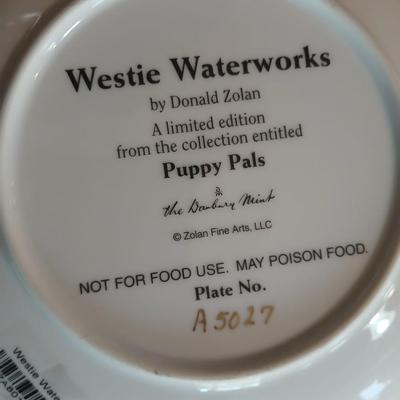 Westie Waterworks
by Donald Zolan
A limited edition
from the collection entitled
Puppy Pals
the Danbury Mint
© Zolan Fine Arts, LLC
NOT FOR FOOD USE. MAY POISON FOOD.
Plate No.
A5027
Westie Wate